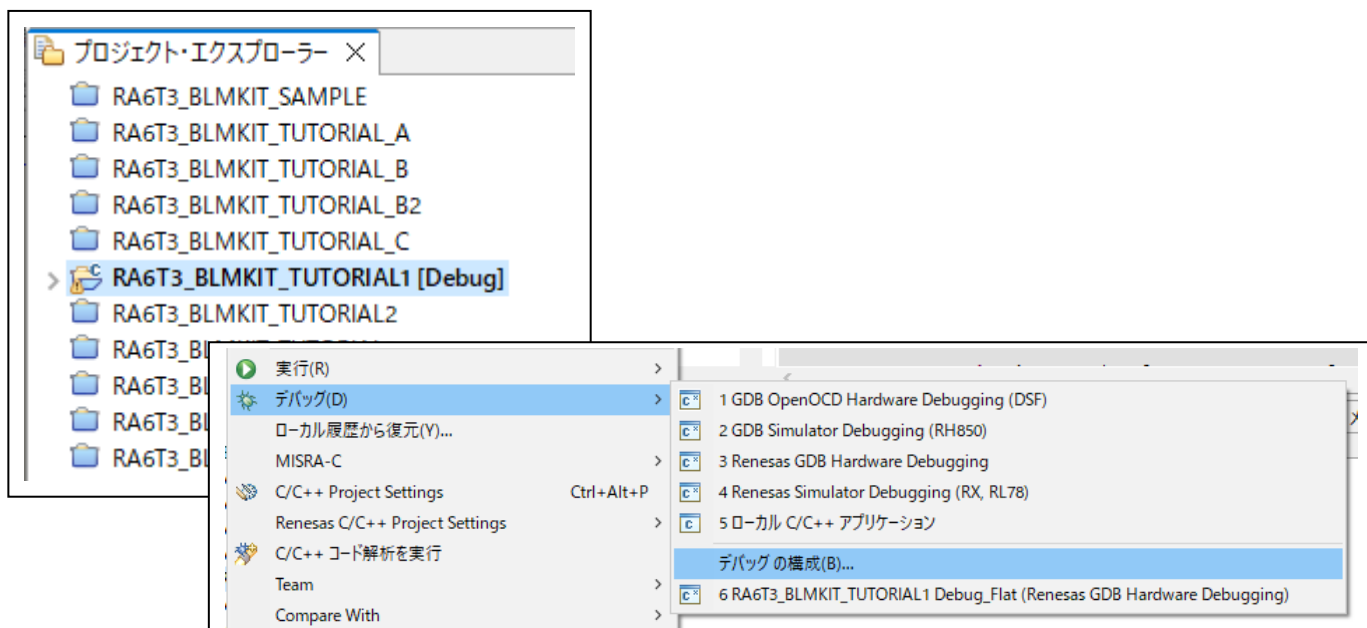 プロジェクト・エクスプローラー
RA6T3_BLMKIT_SAMPLE
RA6T3_BLMKIT_TUTORIAL_A
RA6T3_BLMKIT_TUTORIAL_B
RA6T3_BLMKIT_TUTORIAL_B2
RA6T3_BLMKIT_TUTORIAL_C
RA6T3_BLMKIT_TUTORIAL1 [Debug]
RA6T3_BLMKIT_TUTORIAL2
RA6T3_BL
RA6T3_BL
RA6T3_BL
RA6T3_BL
実行(R)
デバッグ(D)
ローカル履歴から復元(Y)...
MISRA-C
C/C++ Project Settings Ctrl+Alt+P
Renesas C/C++ Project Settings
C/C++ コード解析を実行
Team
Compare With
1 GDB OpenOCD Hardware Debugging (DSF)
2 GDB Simulator Debugging (RH850)
3 Renesas GDB Hardware Debugging
4 Renesas Simulator Debugging (RX, RL78)
5 ローカル C/C++ アプリケーション
デバッグ の構成(B)...
6 RA6T3_BLMKIT_TUTORIAL1 Debug_Flat (Renesas GDB Hardware Debugging)